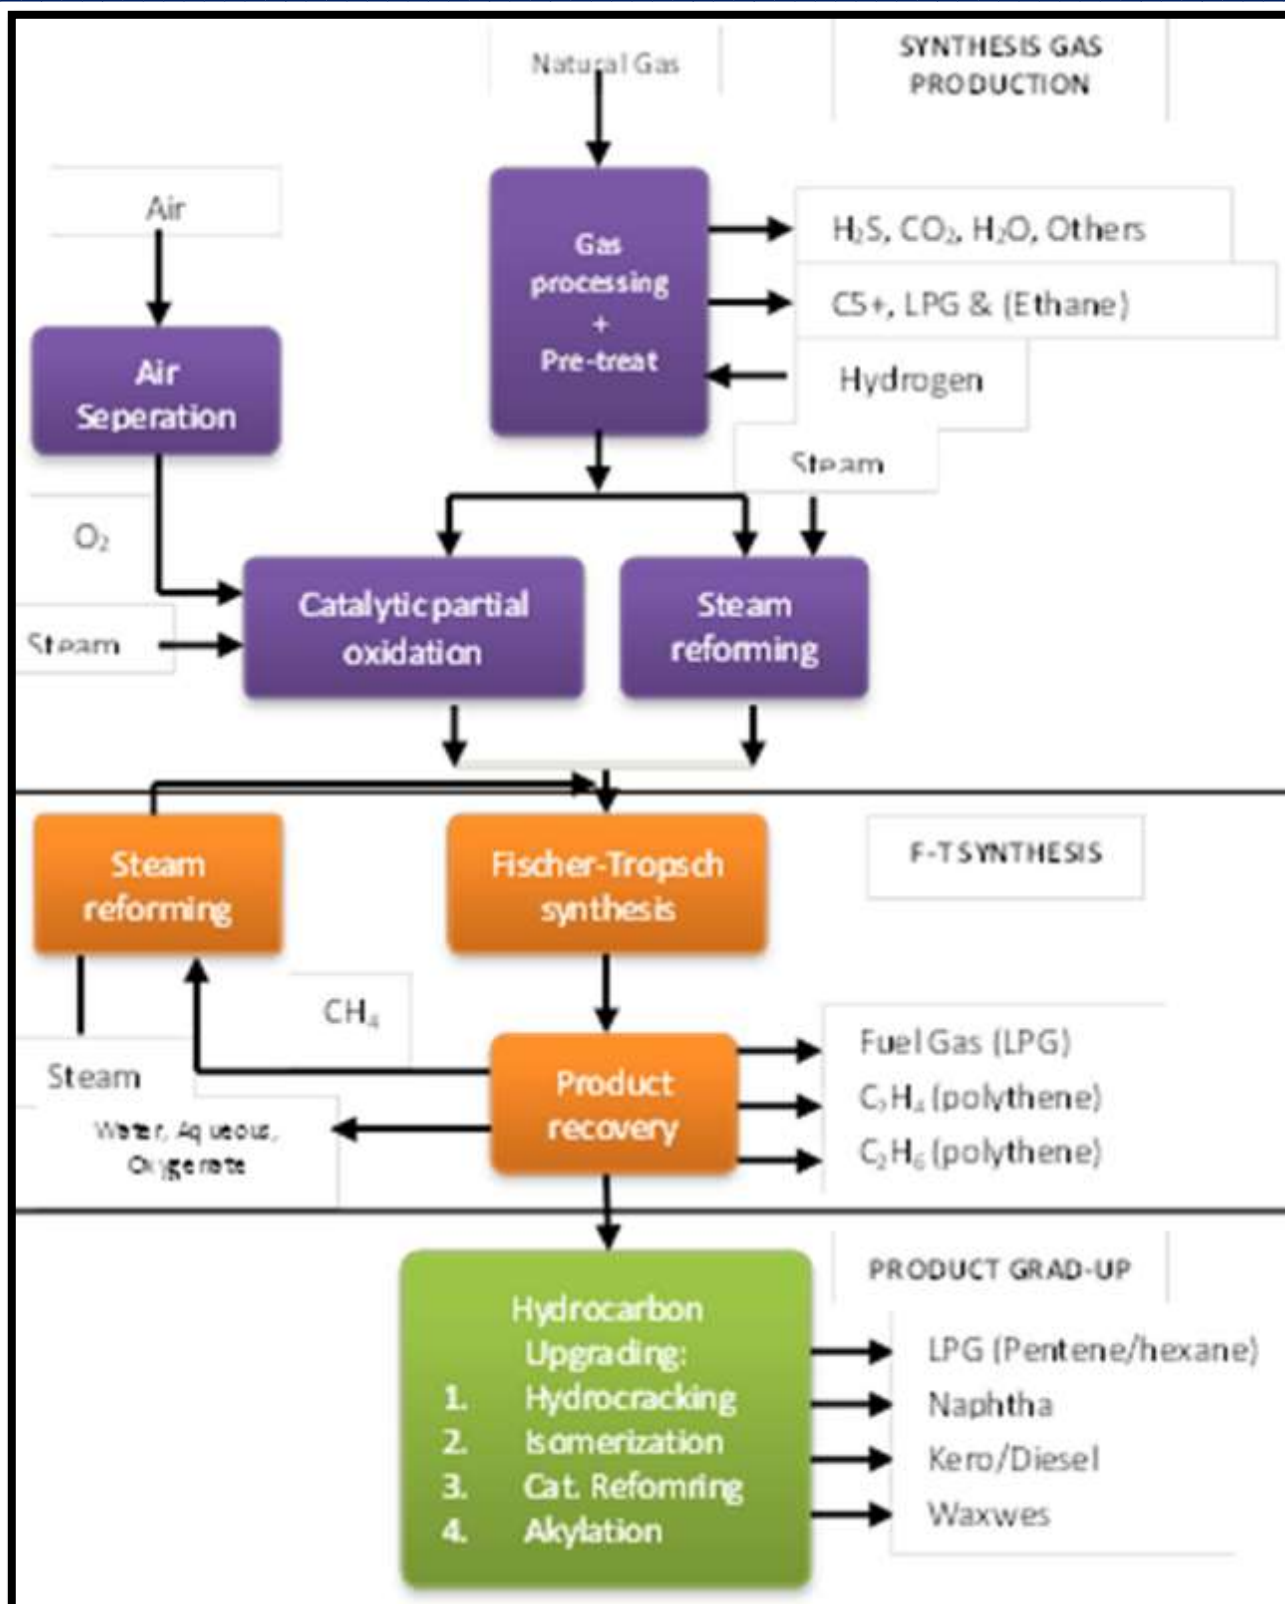 Natural Gas
SYNTHESIS GAS
PRODUCTION
Air
Gas
processing
+
Pre-treat
H₂S, CO₂, H₂O, Others
C5+, LPG & (Ethane)
Hydrogen
Air
Seperation
Steam
O₂
Steam
Catalytic partial
oxidation
Steam
reforming
Steam
reforming
Fischer-Tropsch
synthesis
F-T SYNTHESIS
CH₄
Steam
Product
recovery
Fuel Gas (LPG)
C₂H₄ (polythene)
C₂H₆ (polythene)
Water, Aqueous,
Oxygenate
PRODUCT GRAD-UP
Hydrocarbon
Upgrading:
1. Hydrocracking
2. Isomerization
3. Cat. Refomring
4. Akylation
LPG (Pentene/hexane)
Naphtha
Kero/Diesel
Waxwes